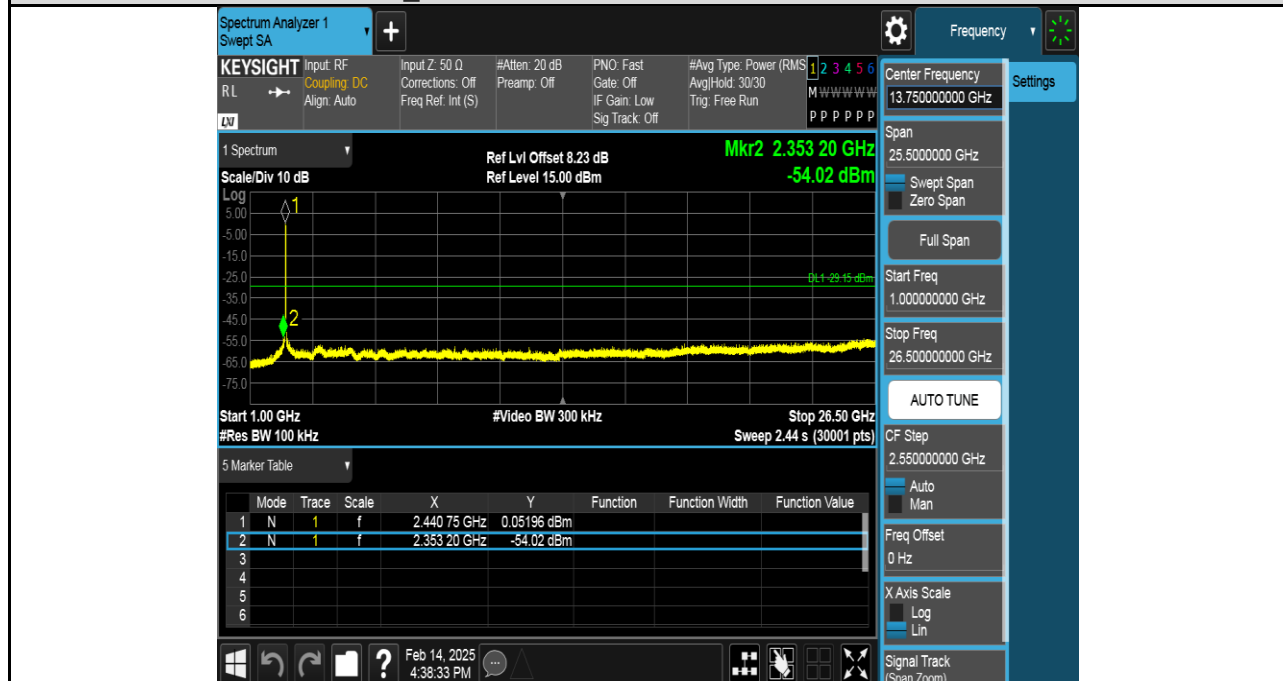 Spectrum Analyzer 1
Swept SA
+
Frequency
KEYSIGHT
RL
LXI
Input: RF
Coupling: DC
Align: Auto
Input Z: 50 Ω
Corrections: Off
Freq Ref: Int (S)
#Atten: 20 dB
Preamp: Off
PNO: Fast
Gate: Off
IF Gain: Low
Sig Track: Off
#Avg Type: Power (RMS
Avg|Hold: 30/30
Trig: Free Run
1 2 3 4 5 6
M W W W W W
P P P P P P
1 Spectrum
Scale/Div 10 dB
Ref Lvl Offset 8.23 dB
Ref Level 15.00 dBm
Mkr2 2.353 20 GHz
-54.02 dBm
Log
5.00
-5.00
-15.0
-25.0
-35.0
-45.0
-55.0
-65.0
-75.0
1
2
DL1 -29.15 dBm
Start 1.00 GHz
#Video BW 300 kHz
Stop 26.50 GHz
#Res BW 100 kHz
Sweep 2.44 s (30001 pts)
5 Marker Table
Mode Trace Scale X Y Function Function Width Function Value
1 N 1 f 2.440 75 GHz 0.05196 dBm
2 N 1 f 2.353 20 GHz -54.02 dBm
3
4
5
6
?
Feb 14, 2025
4:38:33 PM
Center Frequency
13.750000000 GHz
Settings
Span
25.5000000 GHz
Swept Span
Zero Span
Full Span
Start Freq
1.000000000 GHz
Stop Freq
26.500000000 GHz
AUTO TUNE
CF Step
2.550000000 GHz
Auto
Man
Freq Offset
0 Hz
X Axis Scale
Log
Lin
Signal Track
(Span Zoom)